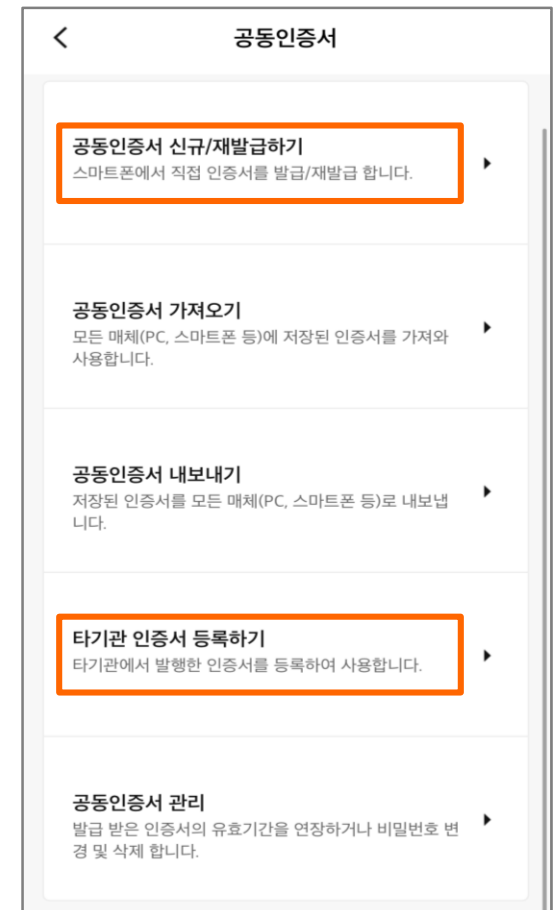 공동인증서
공동인증서 신규/재발급하기
스마트폰에서 직접 인증서를 발급/재발급 합니다.
공동인증서 가져오기
모든 매체(PC, 스마트폰 등)에 저장된 인증서를 가져와
사용합니다.
공동인증서 내보내기
저장된 인증서를 모든 매체(PC, 스마트폰 등)로 내보냅
니다.
타기관 인증서 등록하기
타기관에서 발행한 인증서를 등록하여 사용합니다.
공동인증서 관리
발급 받은 인증서의 유효기간을 연장하거나 비밀번호 변
경 및 삭제 합니다.